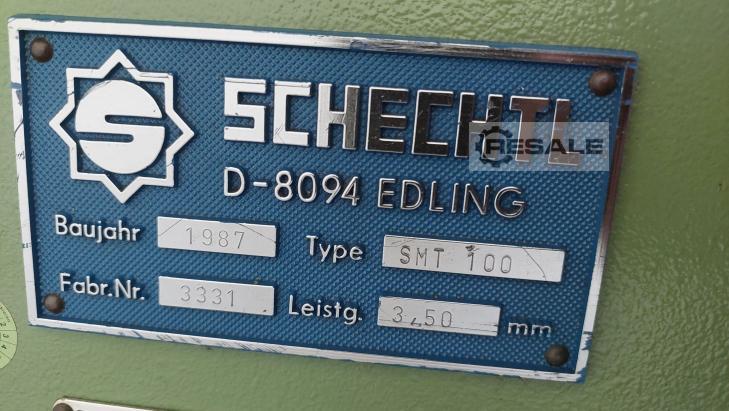 S SCHECHTL
RESALE
D-8094 EDLING
Baujahr 1987 Type SMT 100
Fabr.Nr. 3331 Leistg. 3,50 mm